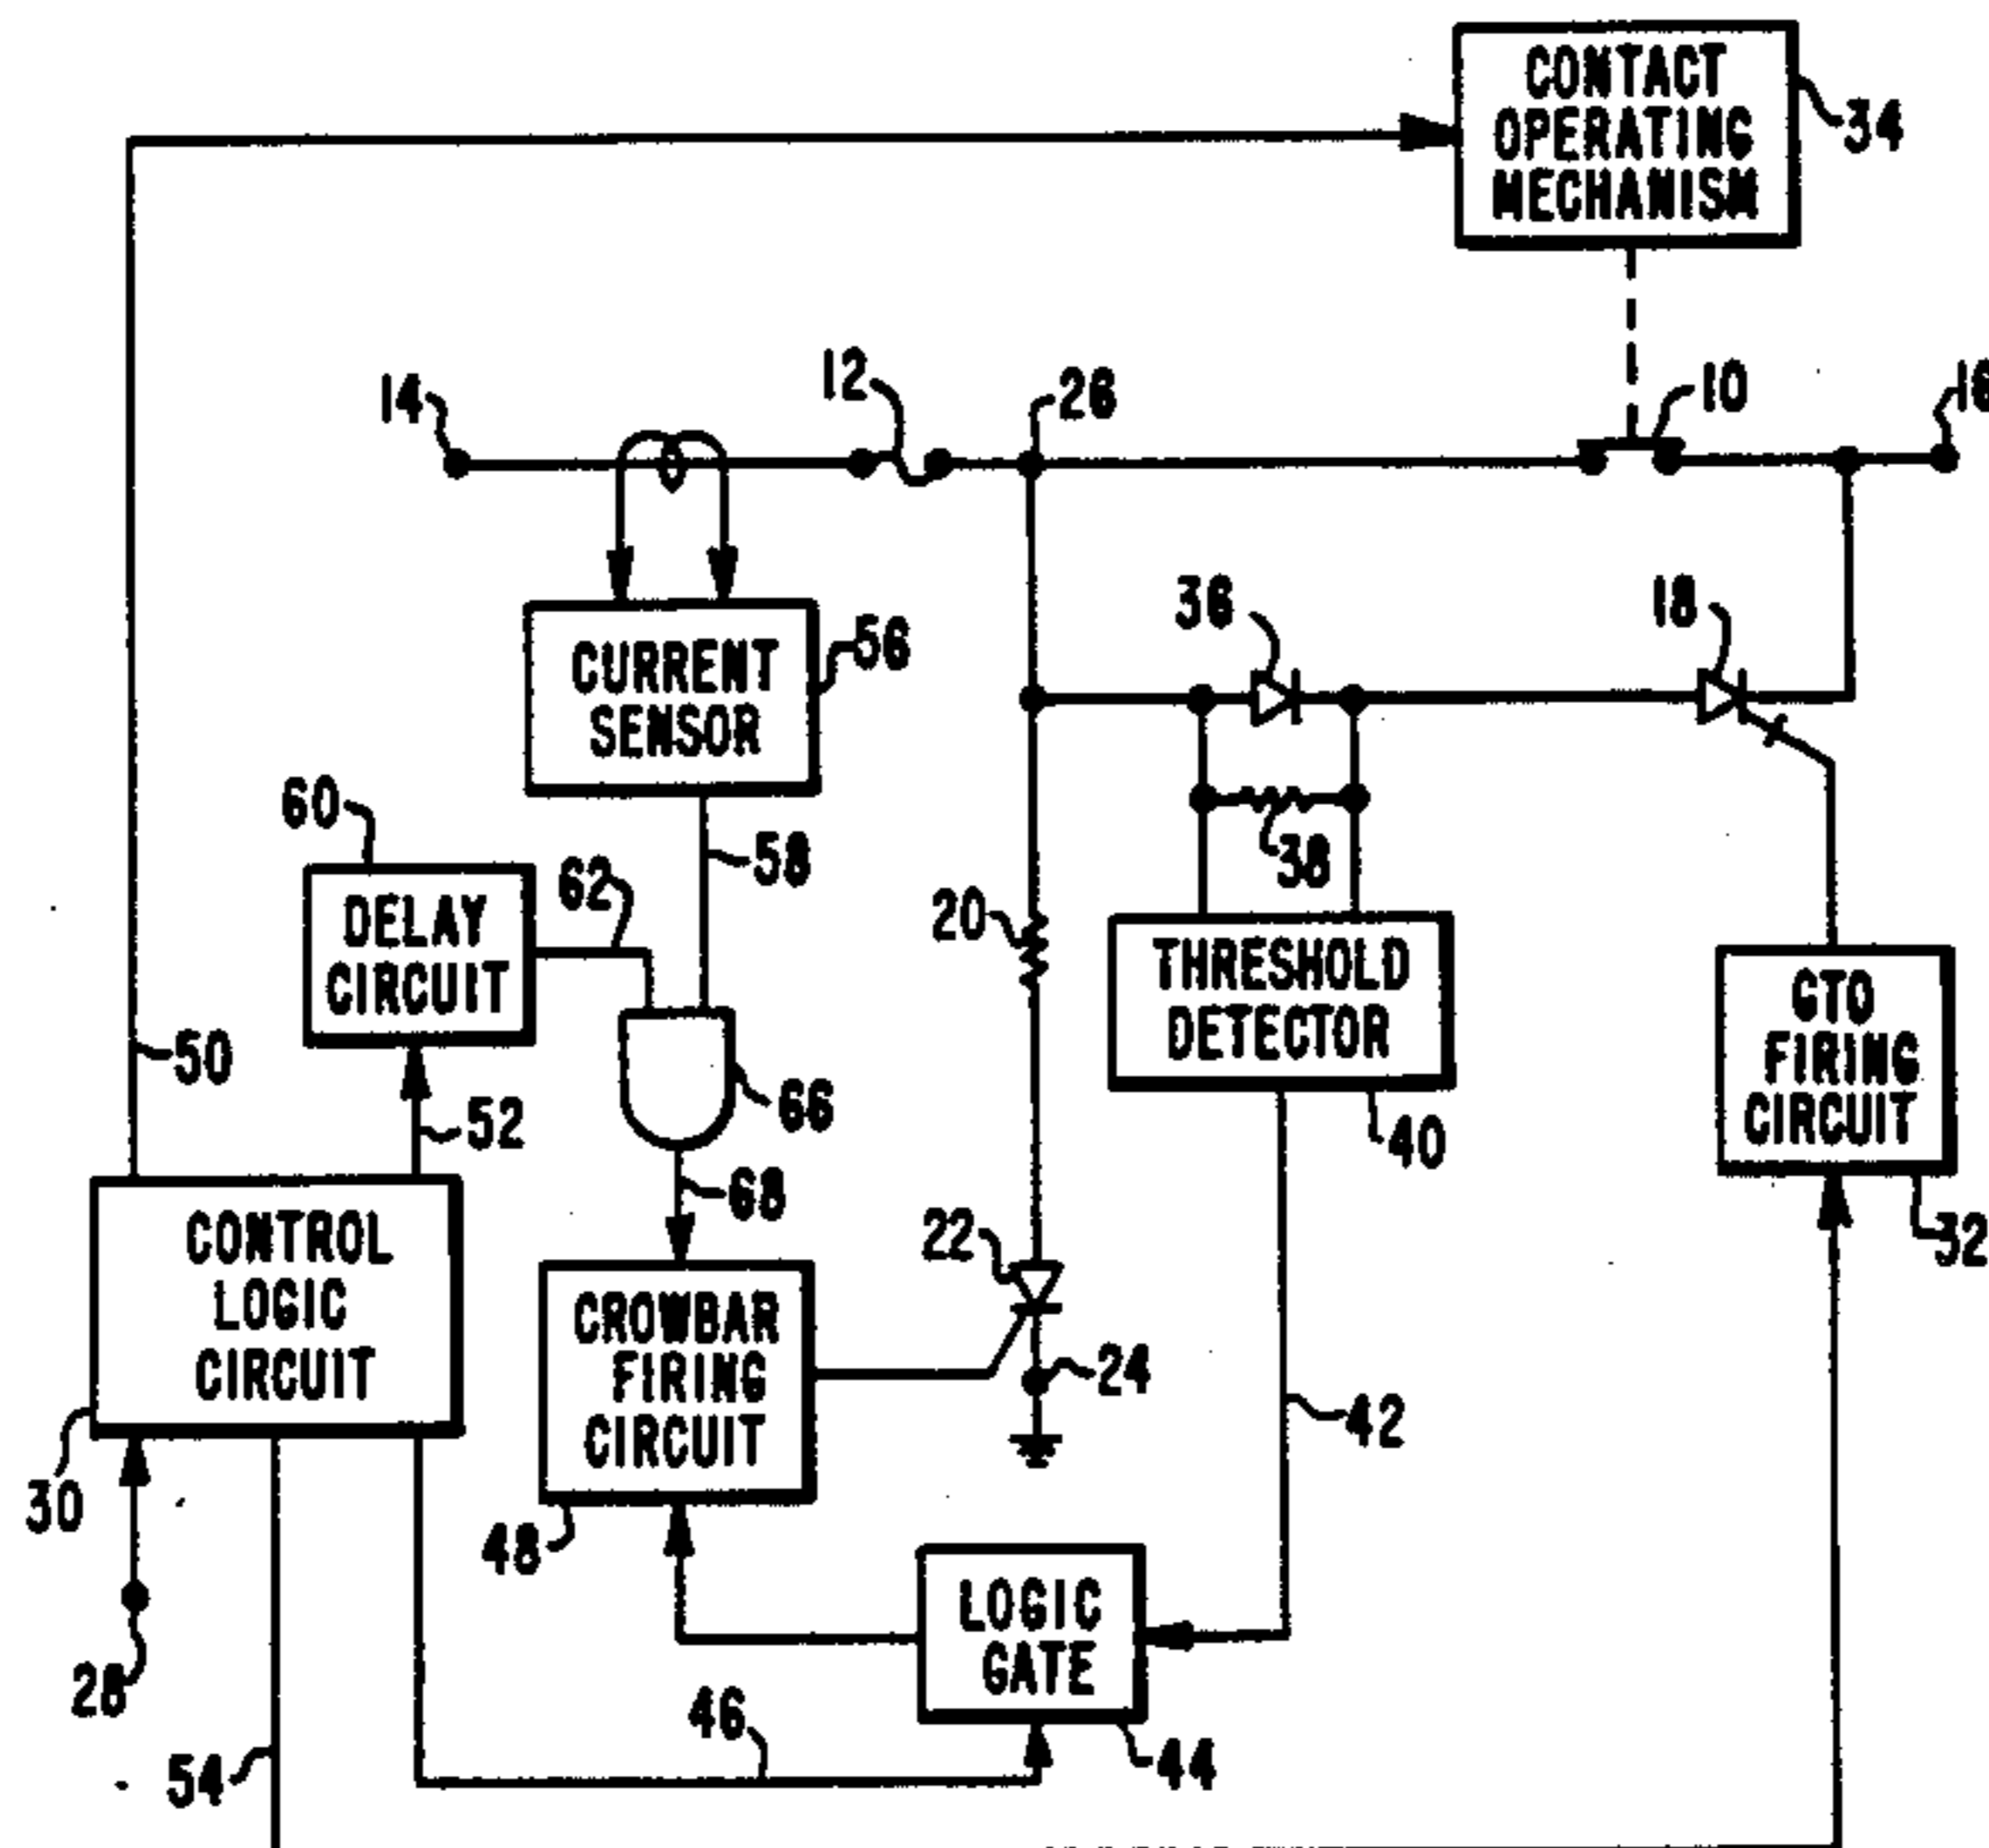 CONTACT
OPERATING
MECHANISM
34
14
12
26
10
16
36
18
CURRENT
SENSOR
56
60
62
58
38
DELAY
CIRCUIT
20
THRESHOLD
DETECTOR
GTO
FIRING
CIRCUIT
50
52
66
40
68
22
32
CONTROL
LOGIC
CIRCUIT
CROWBAR
FIRING
CIRCUIT
24
42
30
48
LOGIC
GATE
28
46
54
44